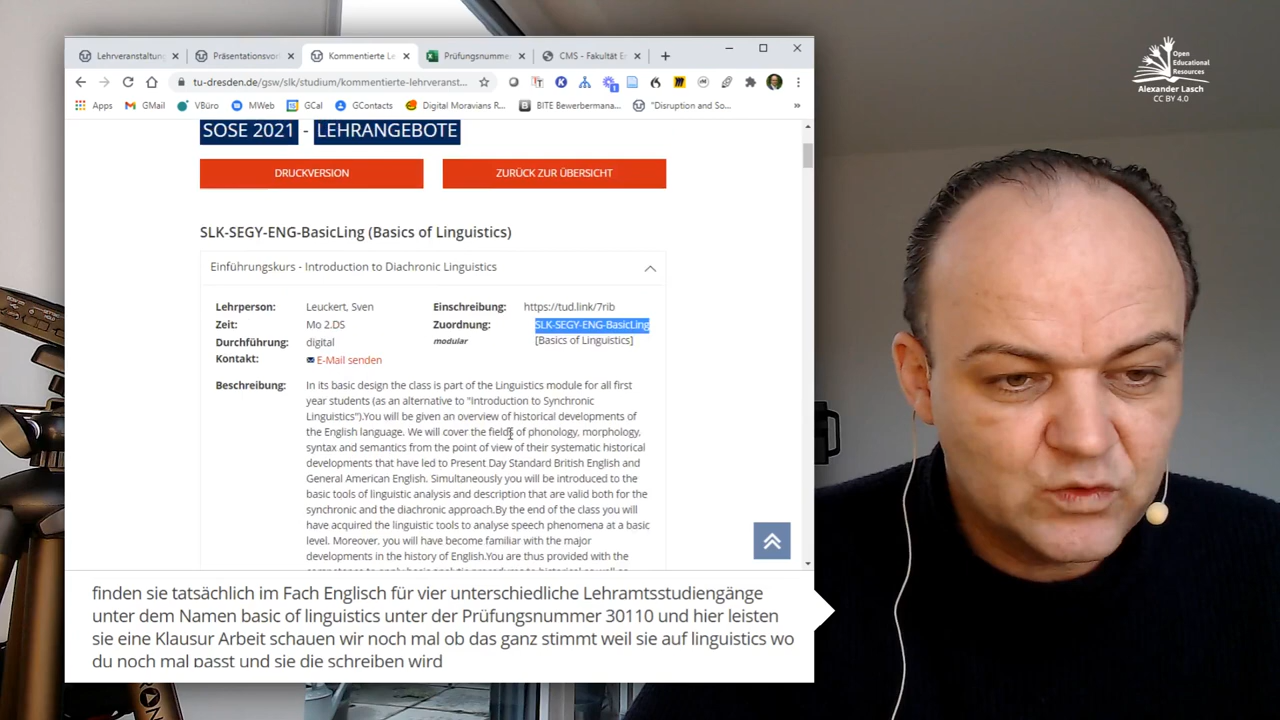 Lehrveranstaltung
Präsentationsvorl
Kommentierte Le
Prüfungsnummer
CMS - Fakultät E
tu-dresden.de/gsw/slk/studium/kommentierte-lehrveranst...
Apps
GMail
VBüro
MWeb
GCal
GContacts
Digital Moravians R...
BITE Bewerbermana...
"Disruption and So...
»
Open
Educational
Resources
Alexander Lasch
CC BY 4.0
SOSE 2021 - LEHRANGEBOTE
DRUCKVERSION
ZURÜCK ZUR ÜBERSICHT
SLK-SEGY-ENG-BasicLing (Basics of Linguistics)
Einführungskurs - Introduction to Diachronic Linguistics
Lehrperson: Leuckert, Sven
Zeit: Mo 2.DS
Durchführung: digital
Kontakt: E-Mail senden
Einschreibung: https://tud.link/7rib
Zuordnung: SLK-SEGY-ENG-BasicLing
modular [Basics of Linguistics]
Beschreibung: In its basic design the class is part of the Linguistics module for all first
year students (as an alternative to "Introduction to Synchronic
Linguistics").You will be given an overview of historical developments of
the English language. We will cover the fields of phonology, morphology,
syntax and semantics from the point of view of their systematic historical
developments that have led to Present Day Standard British English and
General American English. Simultaneously you will be introduced to the
basic tools of linguistic analysis and description that are valid both for the
synchronic and the diachronic approach.By the end of the class you will
have acquired the linguistic tools to analyse speech phenomena at a basic
level. Moreover, you will have become familiar with the major
developments in the history of English.You are thus provided with the
finden sie tatsächlich im Fach Englisch für vier unterschiedliche Lehramtsstudiengänge
unter dem Namen basic of linguistics unter der Prüfungsnummer 30110 und hier leisten
sie eine Klausur Arbeit schauen wir noch mal ob das ganz stimmt weil sie auf linguistics wo
du noch mal passt und sie die schreiben wird